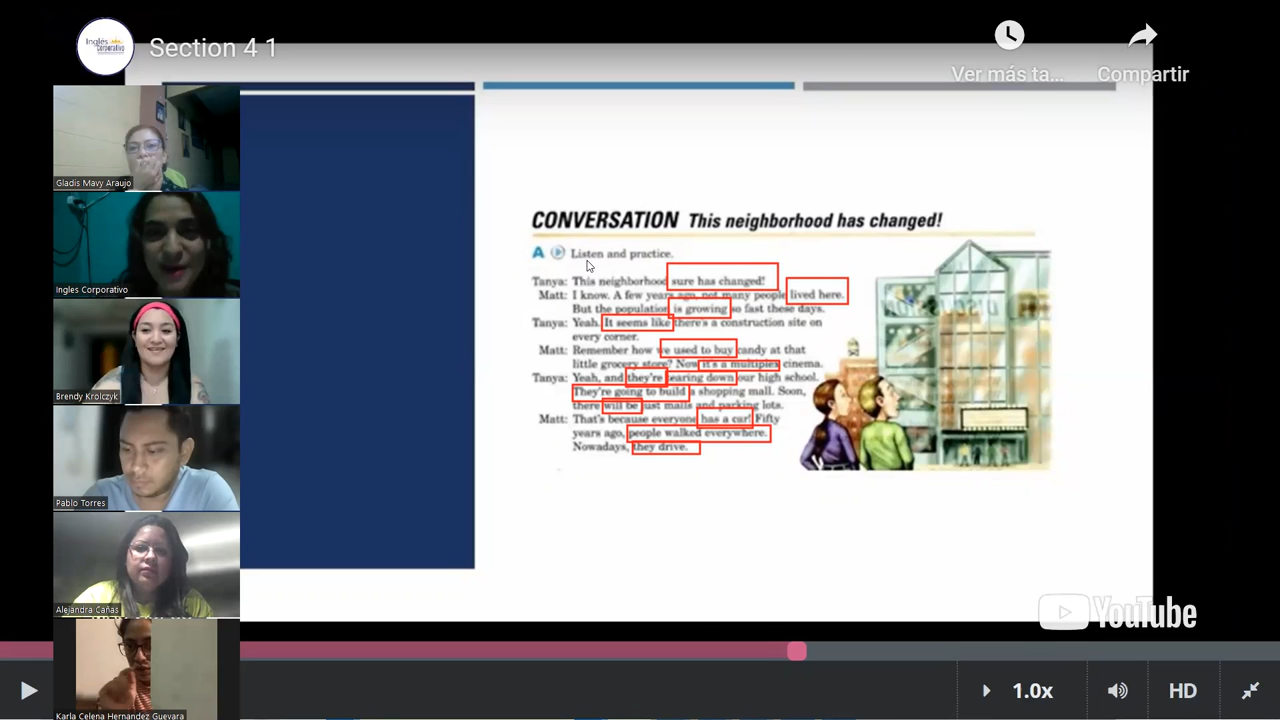 Inglés
Corporativo
Section 4 1
Ver más ta...
Compartir
Gladis Mavy Araujo
Ingles Corporativo
Brendy Krolczyk
Pablo Torres
Alejandra Cañas
Karla Celena Hernandez Guevara
CONVERSATION This neighborhood has changed!
A Listen and practice.
Tanya: This neighborhood sure has changed!
Matt: I know. A few years ago, not many people lived here.
But the population is growing so fast these days.
Tanya: Yeah. It seems like there's a construction site on
every corner.
Matt: Remember how we used to buy candy at that
little grocery store? Now it's a multiplex cinema.
Tanya: Yeah, and they're tearing down our high school.
They're going to build a shopping mall. Soon,
there will be just malls and parking lots.
Matt: That's because everyone has a car! Fifty
years ago, people walked everywhere.
Nowadays, they drive.
YouTube
1.0x
HD